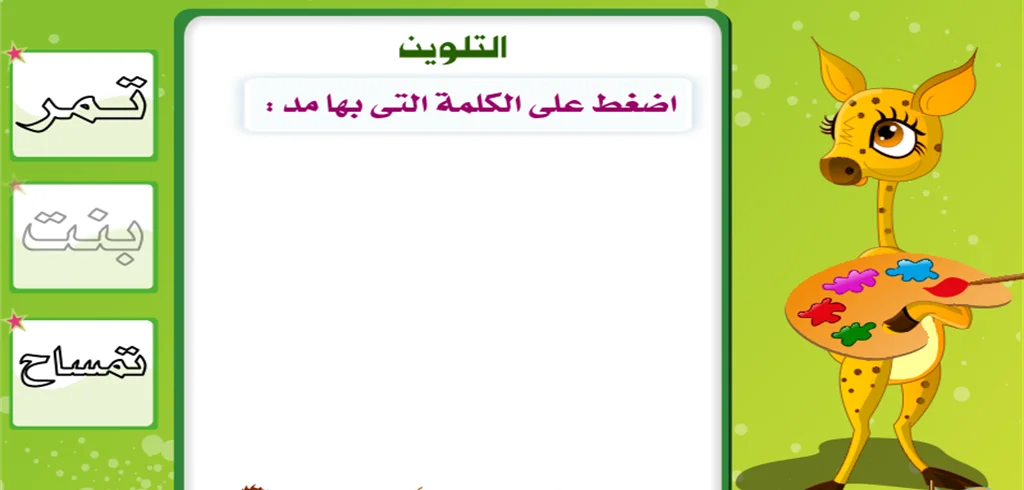 التلوين
اضغط على الكلمة التى بها مد :
تمر
بنت
تمساح